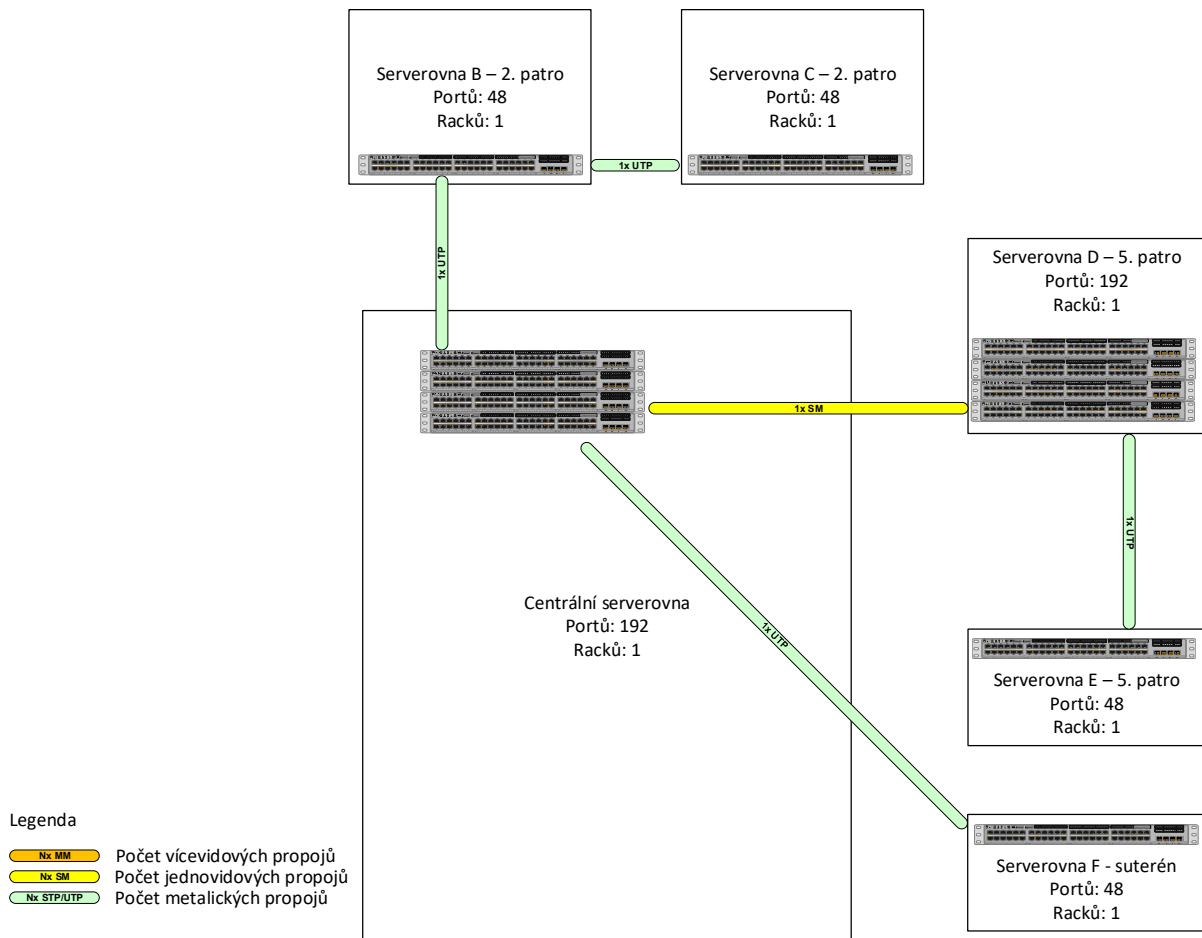 Serverovna B – 2. patro
Portů: 48
Racků: 1
Serverovna C – 2. patro
Portů: 48
Racků: 1
1x UTP
1x UTP
Serverovna D – 5. patro
Portů: 192
Racků: 1
1x SM
1x UTP
Centrální serverovna
Portů: 192
Racků: 1
1x UTP
Serverovna E – 5. patro
Portů: 48
Racků: 1
Serverovna F - suterén
Portů: 48
Racků: 1
Legenda
Nx MM Počet vícevidových propojů
Nx SM Počet jednovidových propojů
Nx STP/UTP Počet metalických propojů